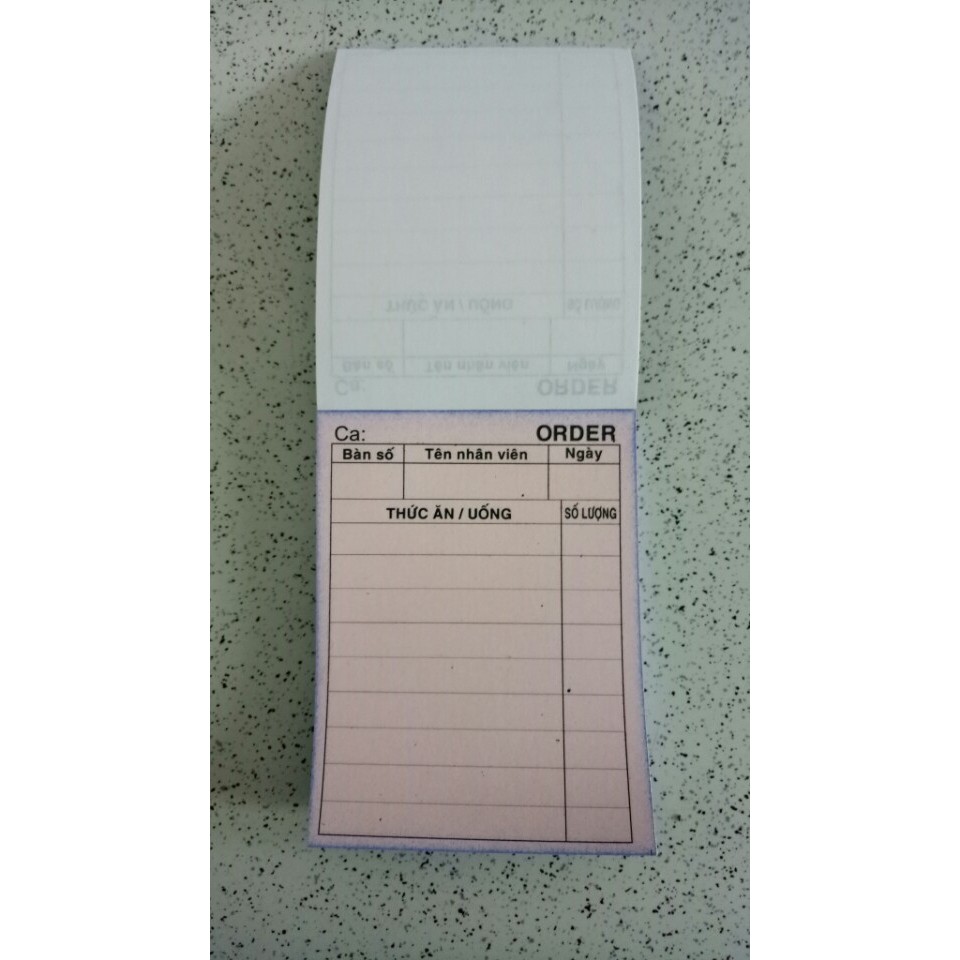 Ca: ORDER
Bàn số Tên nhân viên Ngày
THỨC ĂN / UỐNG SỐ LƯỢNG